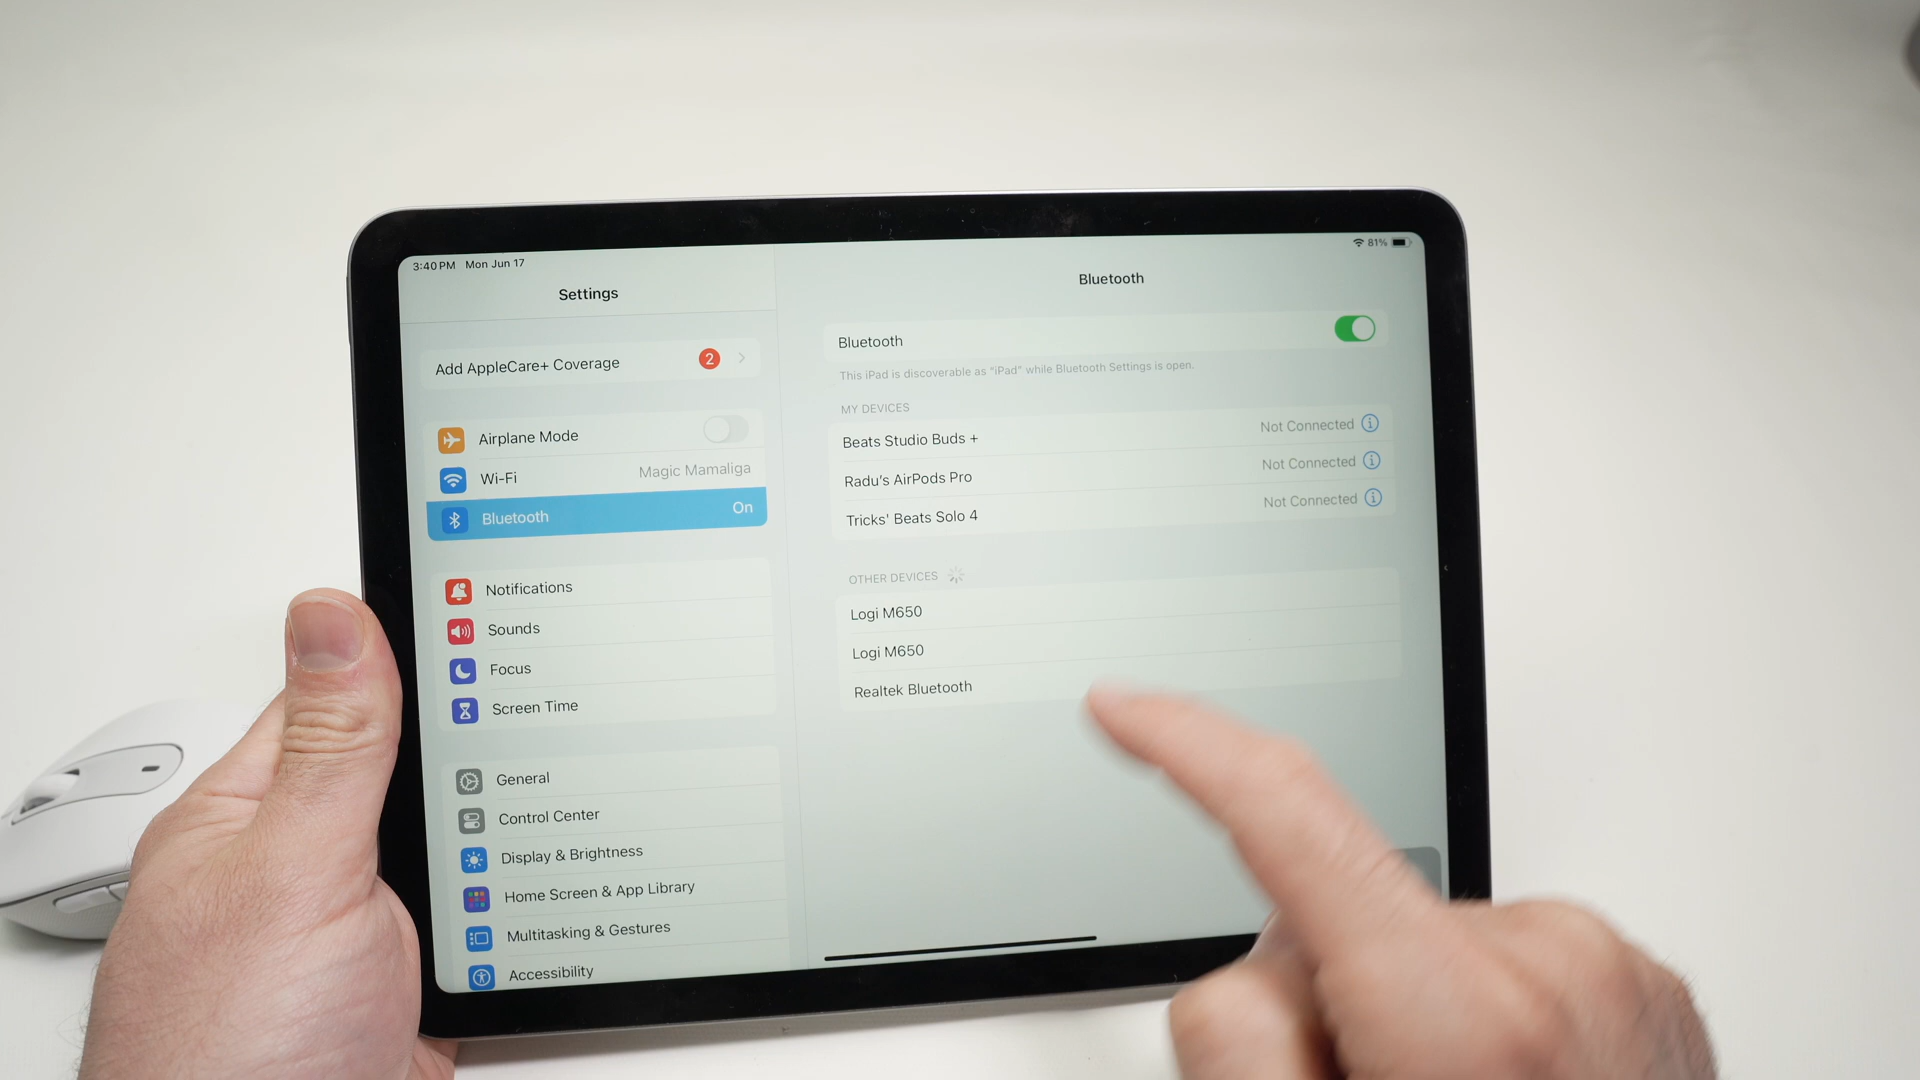 3:40 PM Mon Jun 17
81%
Settings
Add AppleCare+ Coverage 2
Airplane Mode
Wi-Fi Magic Mamaliga
Bluetooth On
Notifications
Sounds
Focus
Screen Time
General
Control Center
Display & Brightness
Home Screen & App Library
Multitasking & Gestures
Accessibility
Bluetooth
Bluetooth
This iPad is discoverable as “iPad” while Bluetooth Settings is open.
MY DEVICES
Beats Studio Buds + Not Connected
Radu’s AirPods Pro Not Connected
Tricks' Beats Solo 4 Not Connected
OTHER DEVICES
Logi M650
Logi M650
Realtek Bluetooth